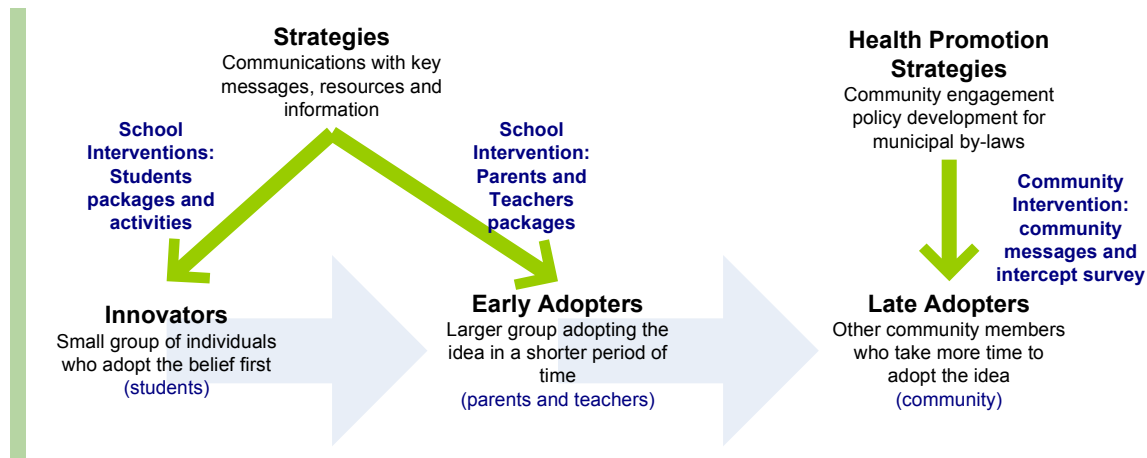 Strategies
Communications with key
messages, resources and
information
Health Promotion
Strategies
Community engagement
policy development for
municipal by-laws
School
Interventions:
Students
packages and
activities
School
Intervention:
Parents and
Teachers
packages
Community
Intervention:
community
messages and
intercept survey
Innovators
Small group of individuals
who adopt the belief first
(students)
Early Adopters
Larger group adopting the
idea in a shorter period of
time
(parents and teachers)
Late Adopters
Other community members
who take more time to
adopt the idea
(community)